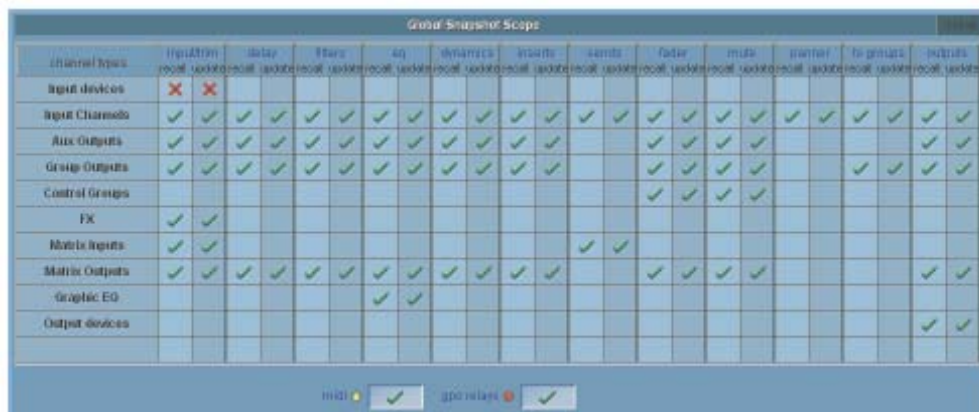 Global Snapshot Scope
channel types input/trim delay filters eq dynamics inserts sends fader mute panner to groups outputs
recall update recall update recall update recall update recall update recall update recall update recall update recall update recall update recall update recall update
Input devices
Input Channels
Aux Outputs
Group Outputs
Control Groups
FX
Matrix Inputs
Matrix Outputs
Graphic EQ
Output devices
midi gpo relays